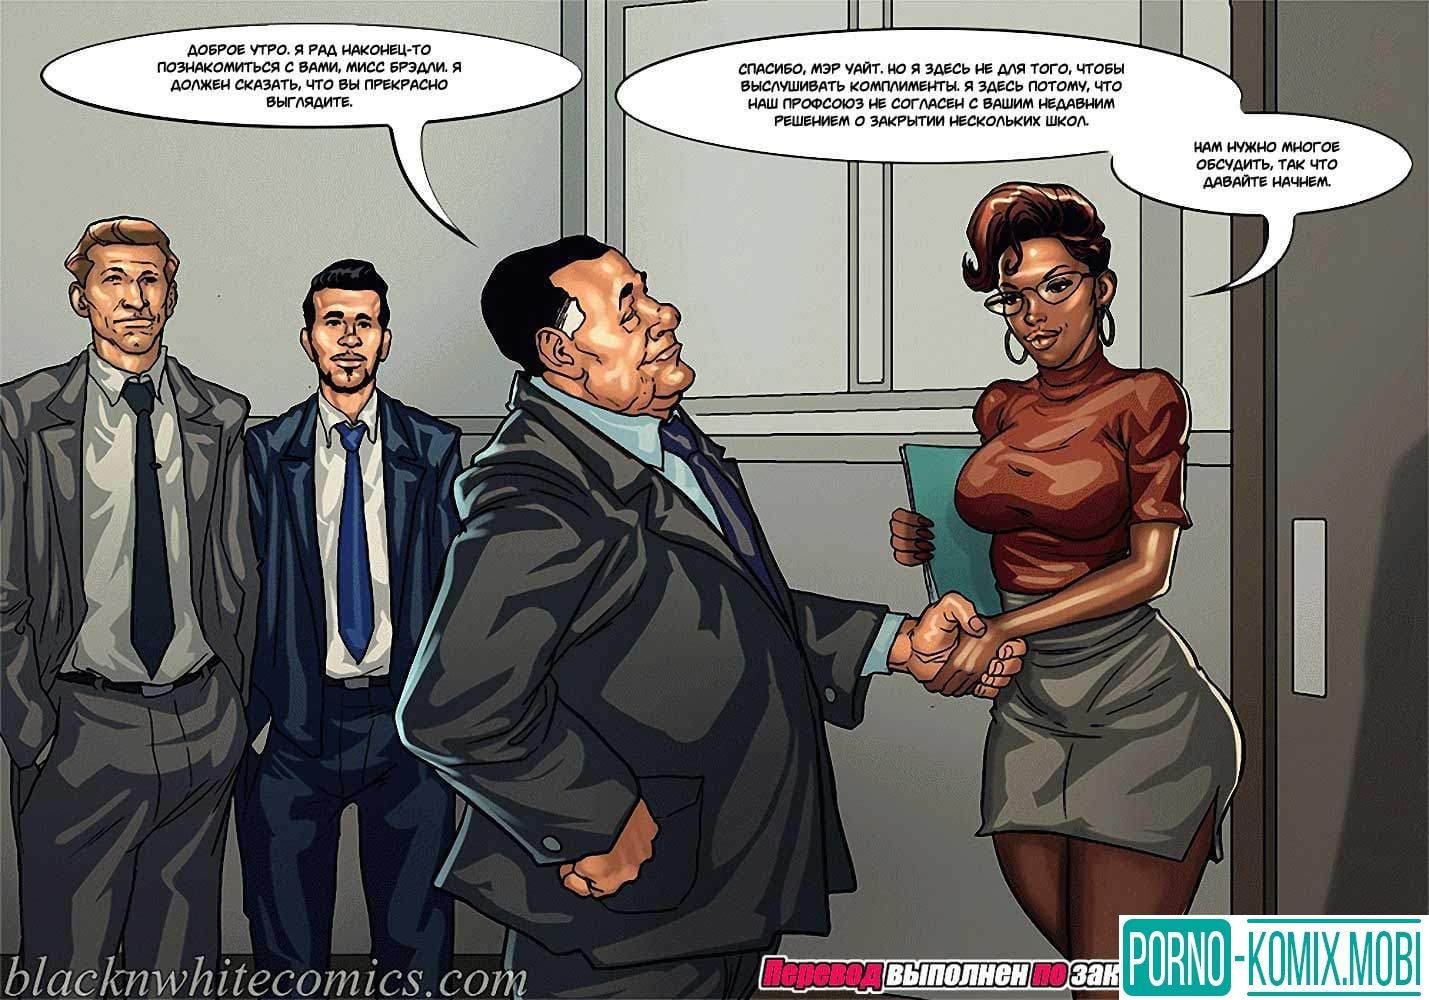 ДОБРОЕ УТРО. Я РАД НАКОНЕЦ-ТО
ПОЗНАКОМИТЬСЯ С ВАМИ, МИСС БРЭДЛИ. Я
ДОЛЖЕН СКАЗАТЬ, ЧТО ВЫ ПРЕКРАСНО
ВЫГЛЯДИТЕ.
СПАСИБО, МЭР УАЙТ. НО Я ЗДЕСЬ НЕ ДЛЯ ТОГО, ЧТОБЫ
ВЫСЛУШИВАТЬ КОМПЛИМЕНТЫ. Я ЗДЕСЬ ПОТОМУ, ЧТО
НАШ ПРОФСОЮЗ НЕ СОГЛАСЕН С ВАШИМ НЕДАВНИМ
РЕШЕНИЕМ О ЗАКРЫТИИ НЕСКОЛЬКИХ ШКОЛ.
НАМ НУЖНО МНОГОЕ
ОБСУДИТЬ, ТАК ЧТО
ДАВАЙТЕ НАЧНЕМ.
blacknwhitecomics.com
Перевод выполнен по зак
PORNO-KOMIX.MOBI